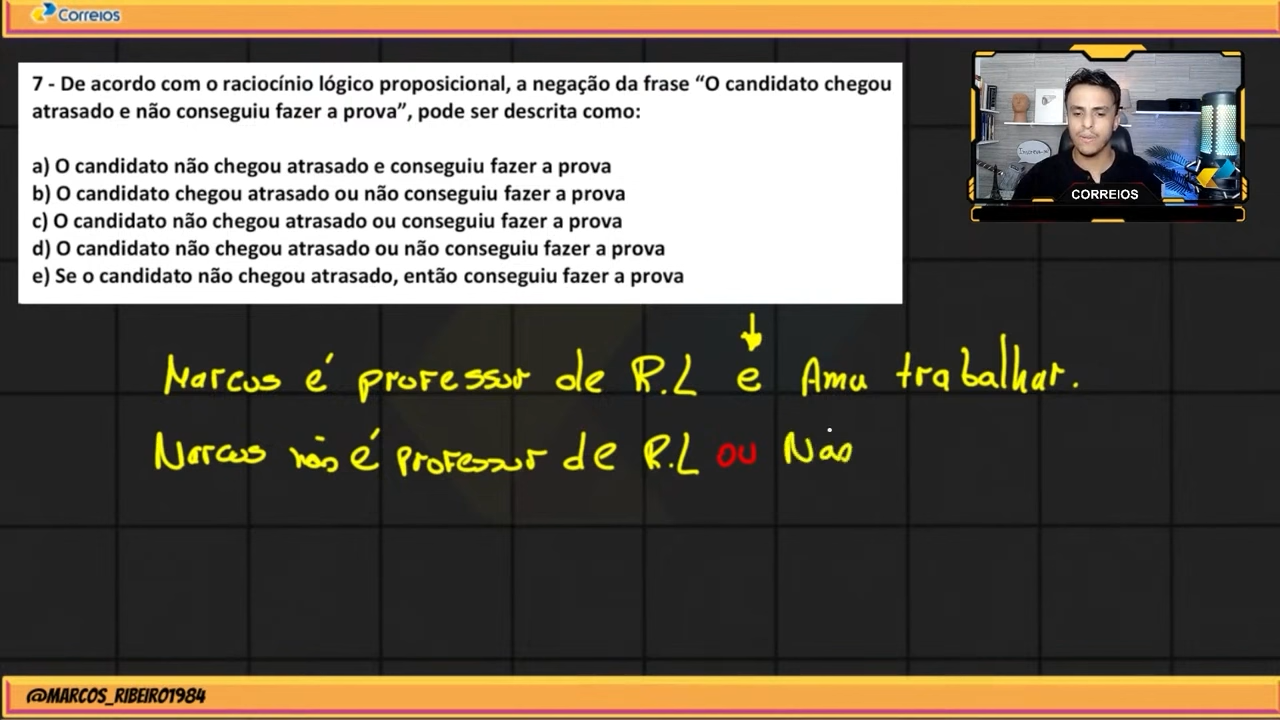 Correios
7 - De acordo com o raciocínio lógico proposicional, a negação da frase “O candidato chegou
atrasado e não conseguiu fazer a prova”, pode ser descrita como:
a) O candidato não chegou atrasado e conseguiu fazer a prova
b) O candidato chegou atrasado ou não conseguiu fazer a prova
c) O candidato não chegou atrasado ou conseguiu fazer a prova
d) O candidato não chegou atrasado ou não conseguiu fazer a prova
e) Se o candidato não chegou atrasado, então conseguiu fazer a prova
CORREIOS
Marcus é professor de R.L e Ama trabalhar.
Marcus não é professor de R.L ou Não
@MARCOS_RIBEIRO1984